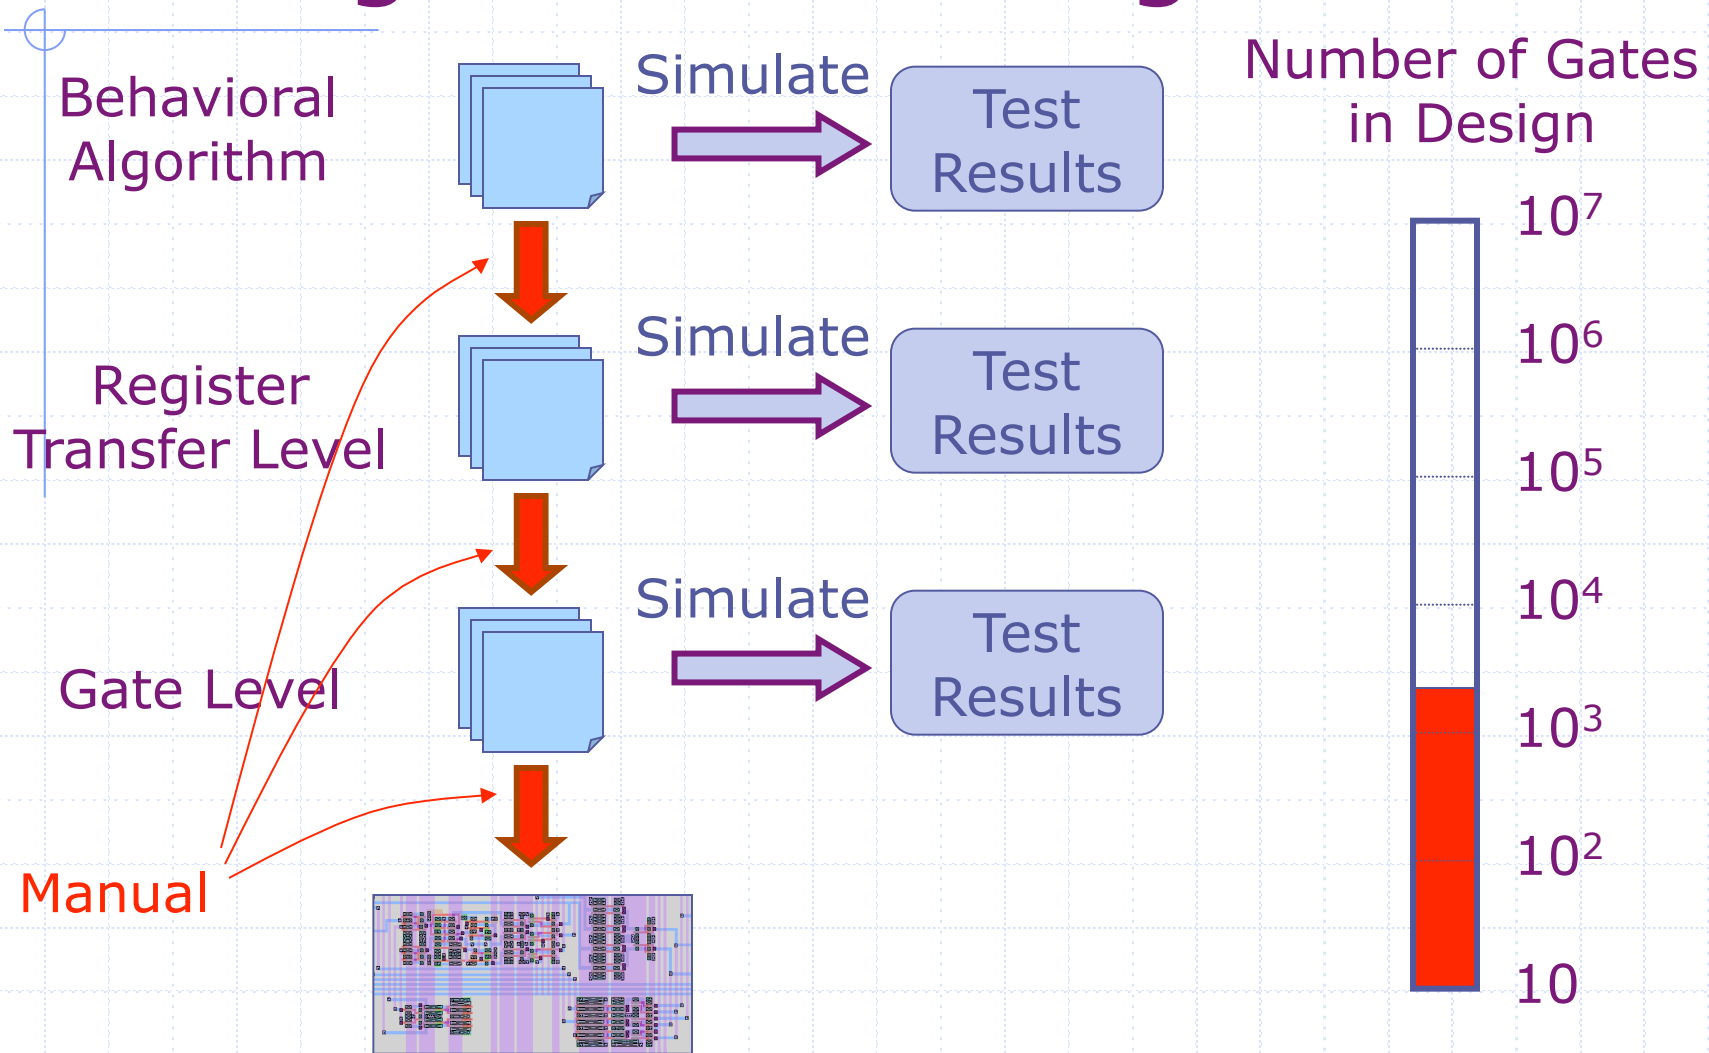 Behavioral
Algorithm
Simulate
Test
Results
Register
Transfer Level
Simulate
Test
Results
Gate Level
Simulate
Test
Results
Manual
Number of Gates
in Design
10⁷
10⁶
10⁵
10⁴
10³
10²
10